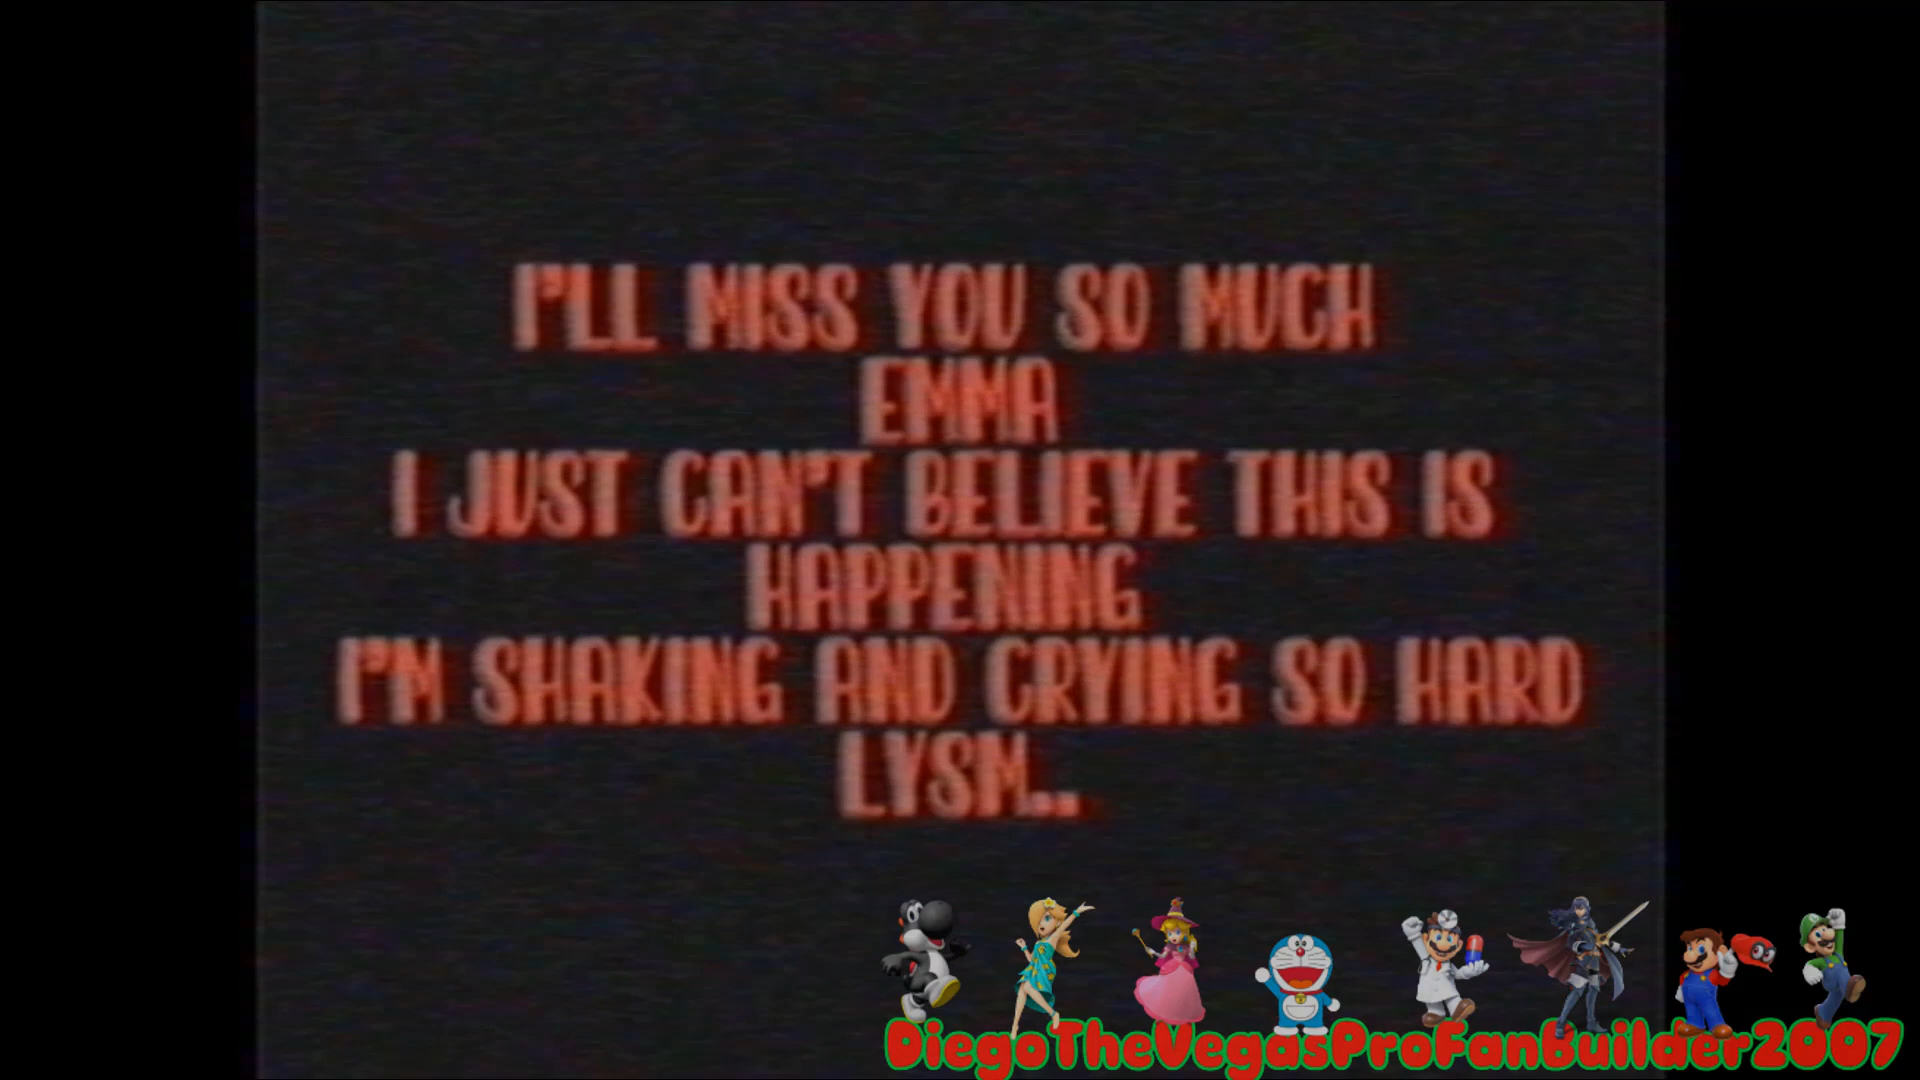 I'LL MISS YOU SO MUCH
EMMA
I JUST CAN'T BELIEVE THIS IS
HAPPENING
I'M SHAKING AND CRYING SO HARD
LYSM..
DiegoTheVegasProFanBuilder2007